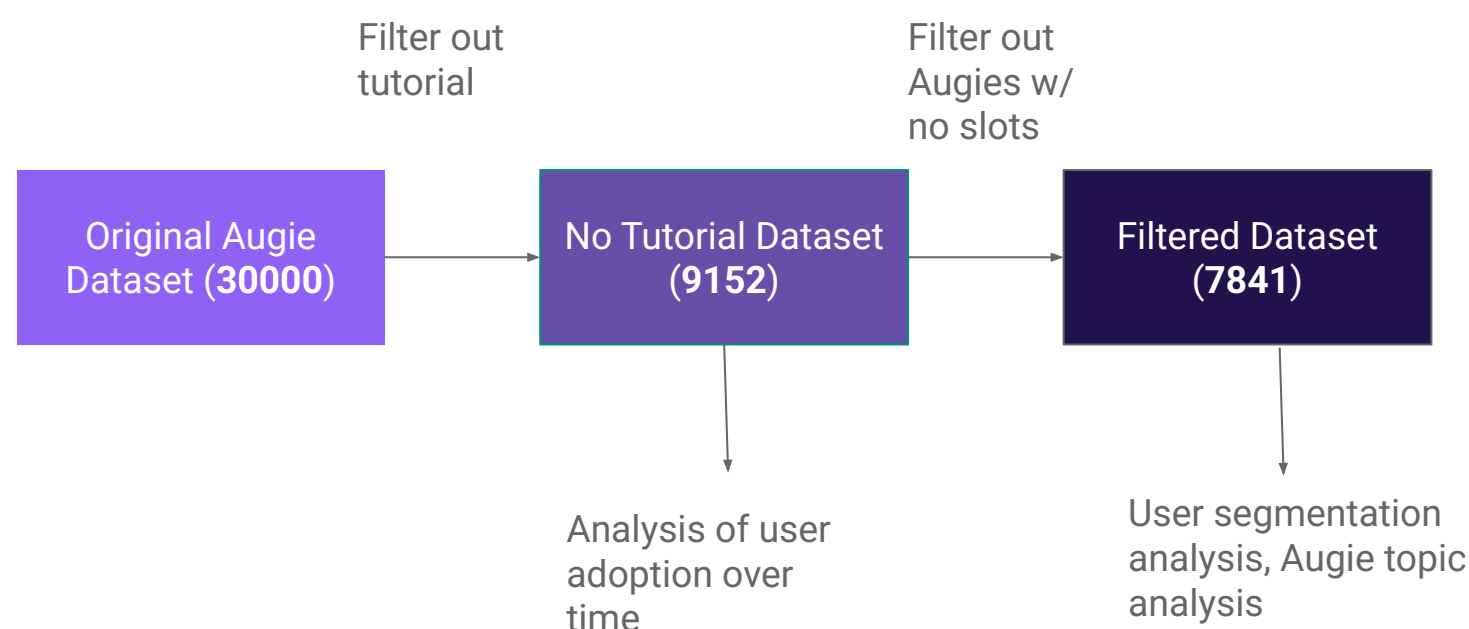 Filter out
tutorial
Filter out
Augies w/
no slots
Original Augie
Dataset (30000)
No Tutorial Dataset
(9152)
Filtered Dataset
(7841)
Analysis of user
adoption over
time
User segmentation
analysis, Augie topic
analysis